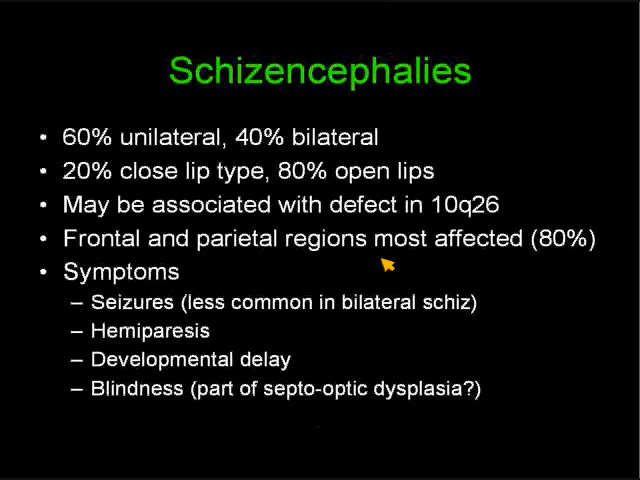 Schizencephalies
• 60% unilateral, 40% bilateral
• 20% close lip type, 80% open lips
• May be associated with defect in 10q26
• Frontal and parietal regions most affected (80%)
• Symptoms
– Seizures (less common in bilateral schiz)
– Hemiparesis
– Developmental delay
– Blindness (part of septo-optic dysplasia?)